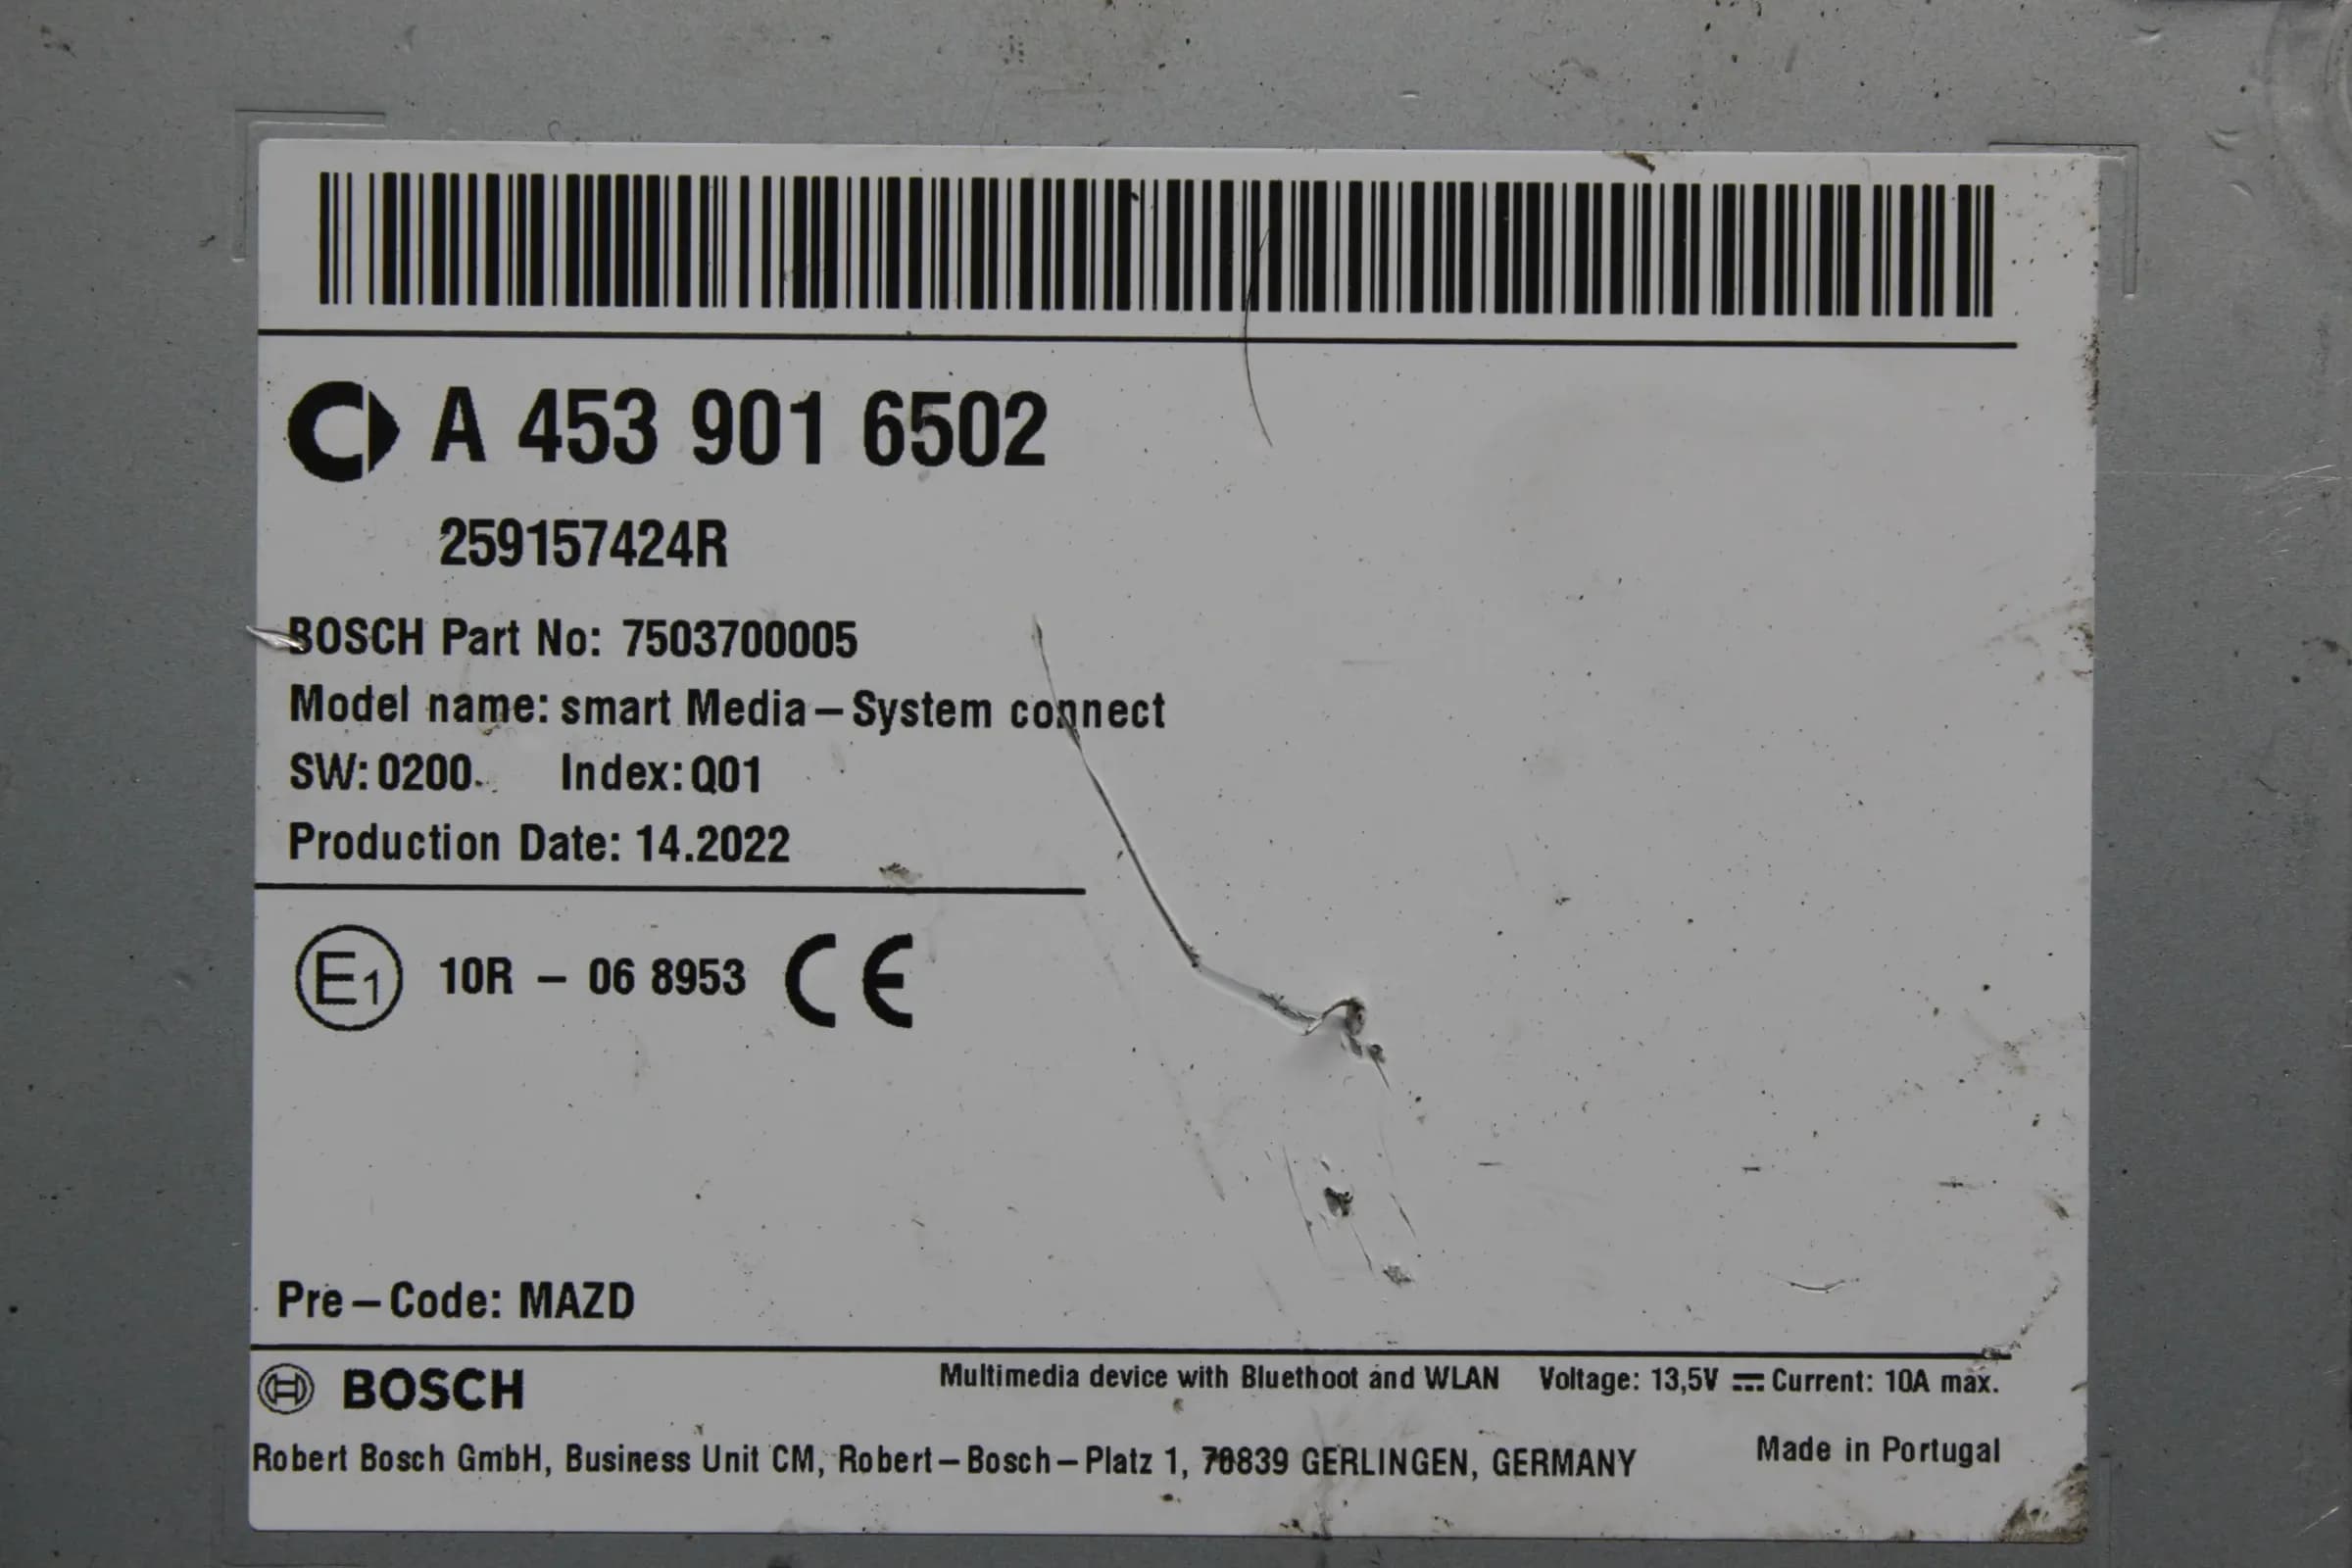 A 453 901 6502
259157424R
BOSCH Part No: 7503700005
Model name: smart Media-System connect
SW: 0200 Index: Q01
Production Date: 14.2022
E1 10R - 06 8953 CE
Pre-Code: MAZD
BOSCH Multimedia device with Bluethoot and WLAN Voltage: 13,5V ⎓ Current: 10A max.
Robert Bosch GmbH, Business Unit CM, Robert-Bosch-Platz 1, 70839 GERLINGEN, GERMANY Made in Portugal